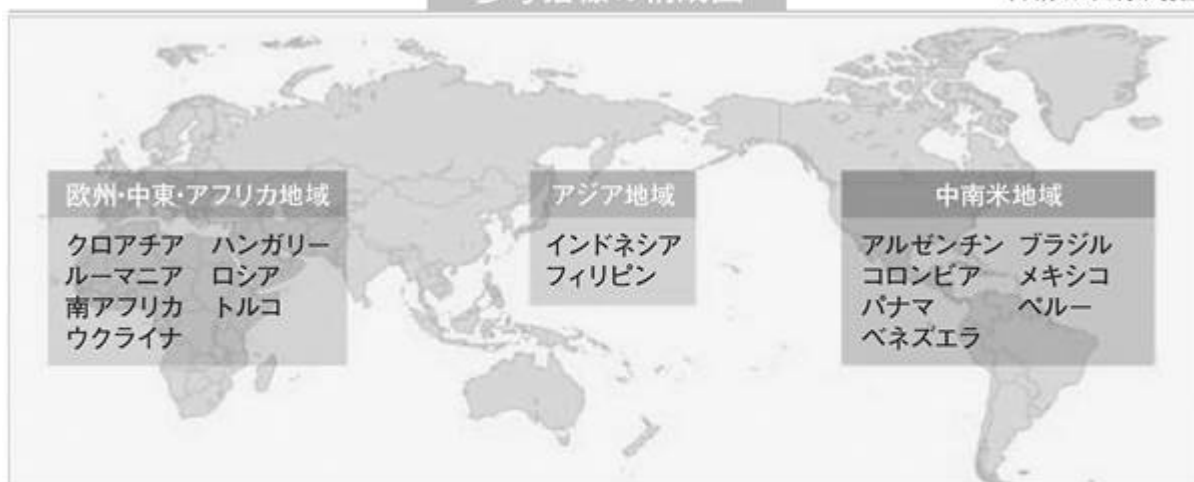 欧州・中東・アフリカ地域
クロアチア ハンガリー
ルーマニア ロシア
南アフリカ トルコ
ウクライナ
アジア地域
インドネシア
フィリピン
中南米地域
アルゼンチン ブラジル
コロンビア メキシコ
パナマ ペルー
ベネズエラ